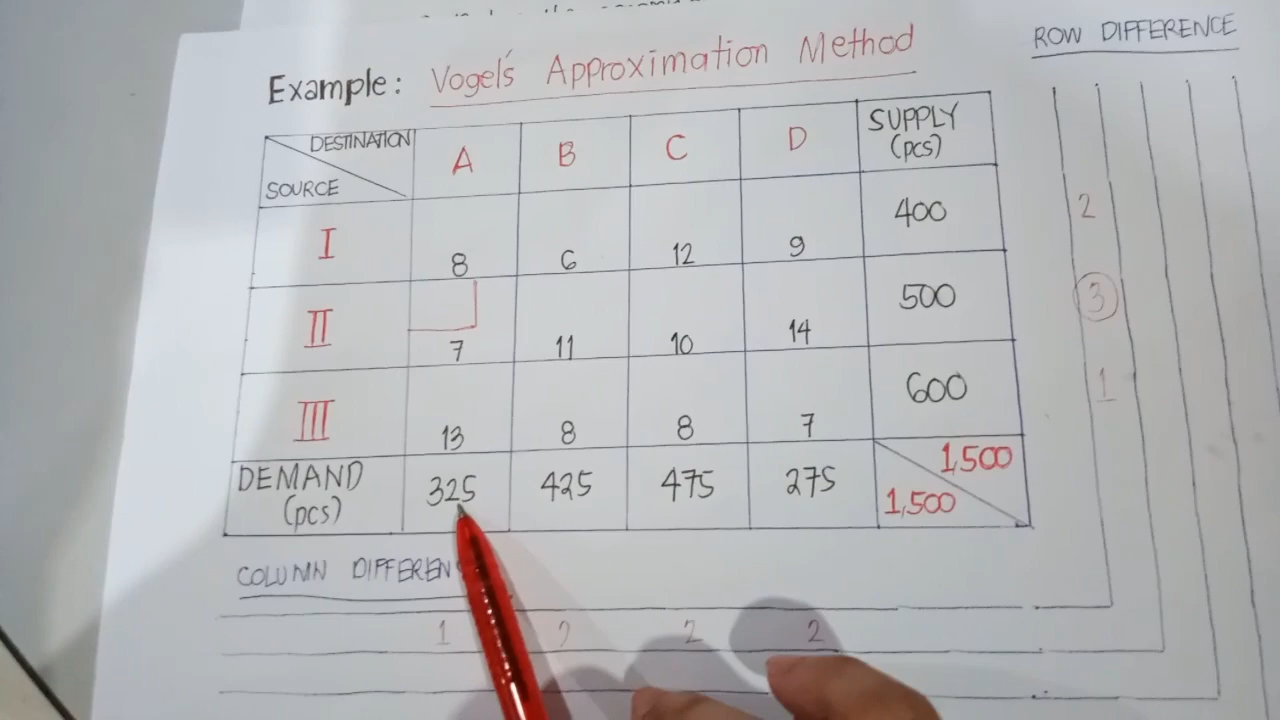 Example: Vogel's Approximation Method
ROW DIFFERENCE
DESTINATION
SOURCE
A B C D SUPPLY (pcs)
I 8 6 12 9 400 2
II 7 11 10 14 500 3
III 13 8 8 7 600 1
DEMAND (pcs) 325 425 475 275 1,500
1,500
COLUMN
1 2 2 2